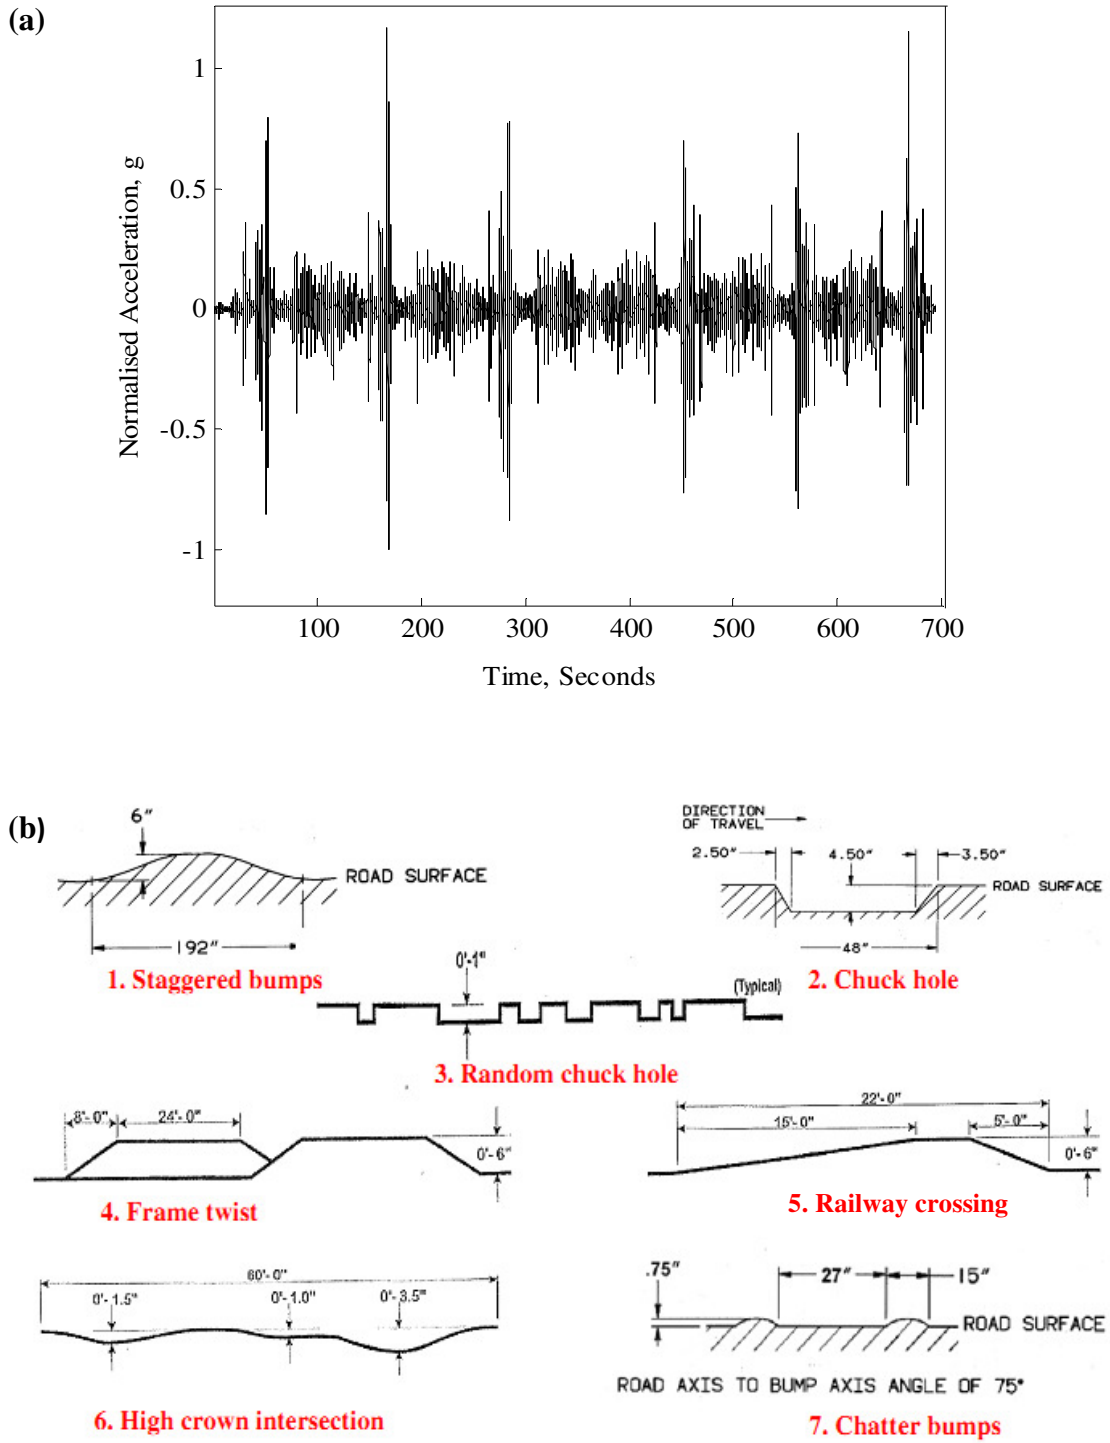 (a)
1
0.5
0
-0.5
-1
Normalised Acceleration, g
100 200 300 400 500 600 700
Time, Seconds
(b)
6"
ROAD SURFACE
192"
1. Staggered bumps
DIRECTION
OF TRAVEL
2.50" 4.50" 3.50"
ROAD SURFACE
48"
2. Chuck hole
0'-1"
(Typical)
3. Random chuck hole
8'-0" 24'-0"
0'-6"
4. Frame twist
22'-0"
15'-0" 5'-0"
0'-6"
5. Railway crossing
60'-0"
0'-1.5" 0'-1.0" 0'-3.5"
6. High crown intersection
.75" 27" 15"
ROAD SURFACE
ROAD AXIS TO BUMP AXIS ANGLE OF 75°
7. Chatter bumps